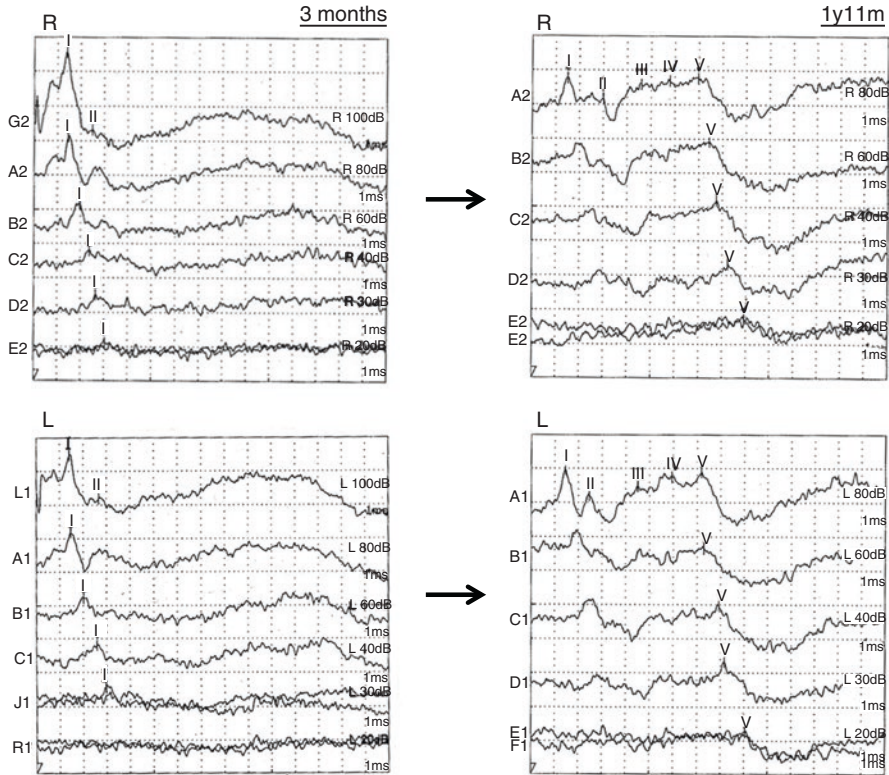 R
3 months
I
G2
II
R 100dB
1ms
I
A2
R 80dB
1ms
I
B2
R 60dB
1ms
I
C2
R 40dB
1ms
I
D2
R 30dB
1ms
I
E2
R 20dB
1ms
R
1y11m
I
II
III
IV
V
A2
R 80dB
1ms
V
B2
R 60dB
1ms
V
C2
R 40dB
1ms
V
D2
R 30dB
1ms
V
E2
E2
R 20dB
1ms
L
I
II
L1
L 100dB
1ms
I
A1
L 80dB
1ms
I
B1
L 60dB
1ms
I
C1
L 40dB
1ms
I
J1
L 30dB
1ms
R1
L 20dB
1ms
L
I
II
III
IV
V
A1
L 80dB
1ms
V
B1
L 60dB
1ms
V
C1
L 40dB
1ms
V
D1
L 30dB
1ms
V
E1
F1
L 20dB
1ms
1ms